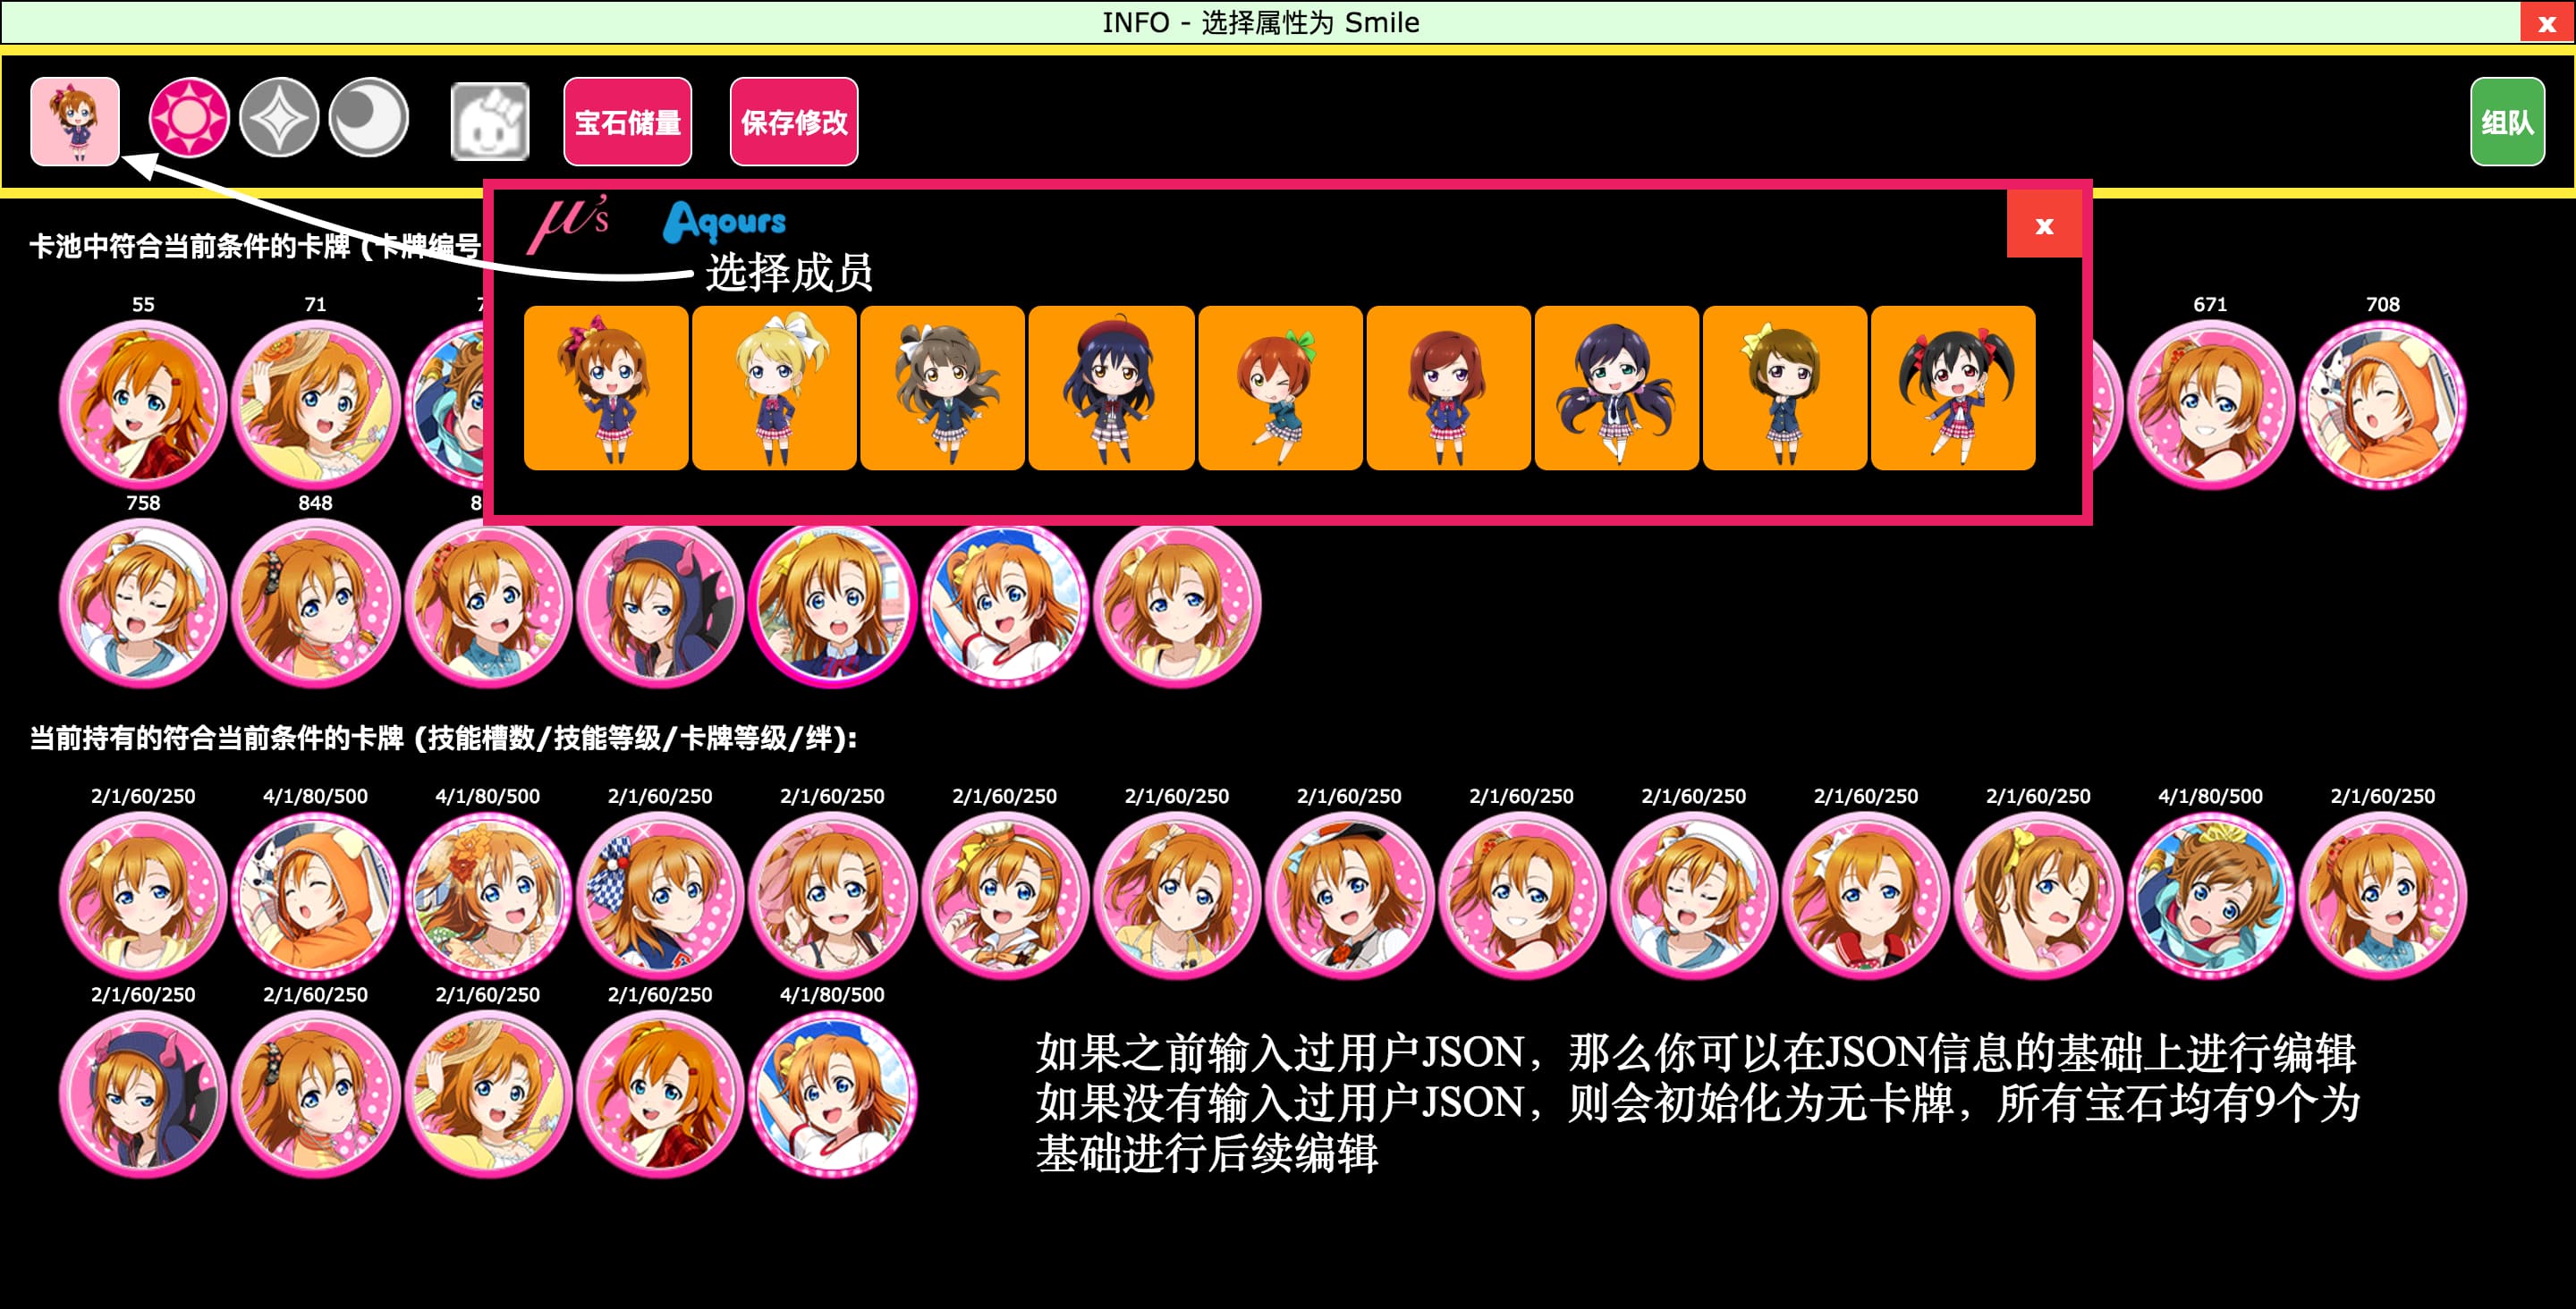 INFO - 选择属性为 Smile
x
宝石储量
保存修改
组队
μ's
Aqours
x
选择成员
卡池中符合当前条件的卡牌 (卡牌编号
55
71
671
708
758
848
当前持有的符合当前条件的卡牌 (技能槽数/技能等级/卡牌等级/绊):
2/1/60/250
4/1/80/500
4/1/80/500
2/1/60/250
2/1/60/250
2/1/60/250
2/1/60/250
2/1/60/250
2/1/60/250
2/1/60/250
2/1/60/250
2/1/60/250
4/1/80/500
2/1/60/250
2/1/60/250
2/1/60/250
2/1/60/250
2/1/60/250
4/1/80/500
如果之前输入过用户JSON，那么你可以在JSON信息的基础上进行编辑
如果没有输入过用户JSON，则会初始化为无卡牌，所有宝石均有9个为
基础进行后续编辑